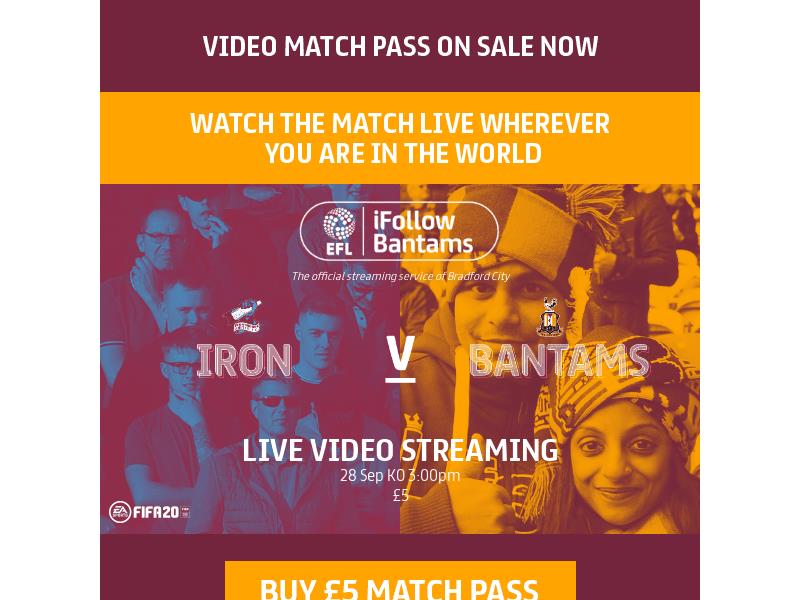 VIDEO MATCH PASS ON SALE NOW
WATCH THE MATCH LIVE WHEREVER
YOU ARE IN THE WORLD
EFL
iFollow
Bantams
The official streaming service of Bradford City
IRON
V
BANTAMS
LIVE VIDEO STREAMING
28 Sep KO 3:00pm
£5
EA
SPORTS
FIFA20
BUY £5 MATCH PASS